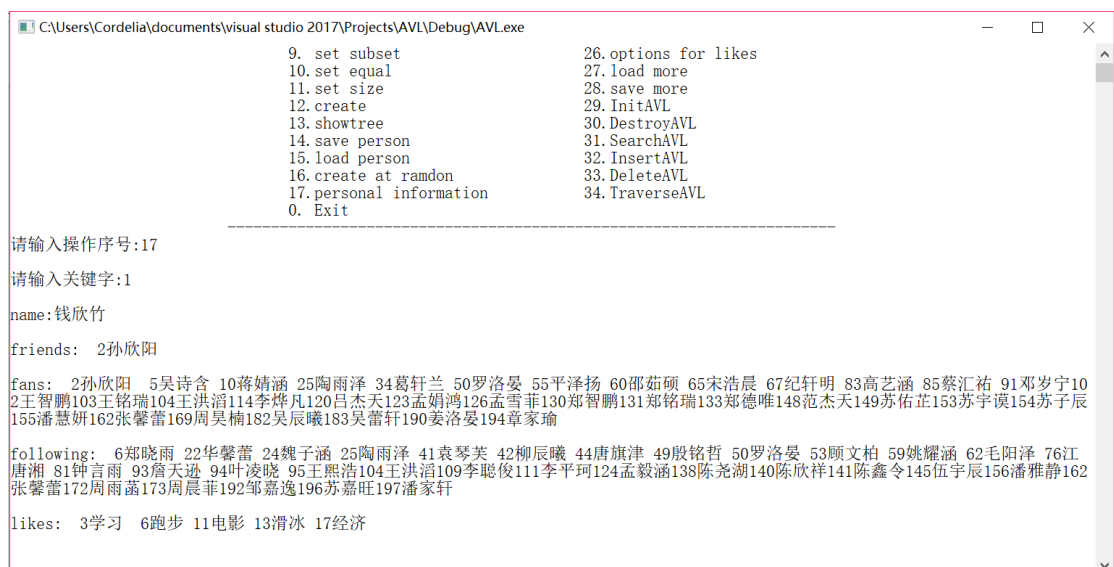 C:\Users\Cordelia\documents\visual studio 2017\Projects\AVL\Debug\AVL.exe
9. set subset 26.options for likes
10.set equal 27.load more
11.set size 28.save more
12.create 29.InitAVL
13.showtree 30.DestroyAVL
14.save person 31.SearchAVL
15.load person 32.InsertAVL
16.create at ramdon 33.DeleteAVL
17.personal information 34.TraverseAVL
0. Exit
请输入操作序号:17
请输入关键字:1
name:钱欣竹
friends: 2孙欣阳
fans: 2孙欣阳 5吴诗含 10蒋婧涵 25陶雨泽 34葛轩兰 50罗洛晏 55平泽扬 60邵茹硕 65宋浩晨 67纪轩明 83高艺涵 85蔡汇祐 91邓岁宁10
2王智鹏103王铭瑞104王洪滔114李烨凡120吕杰天123孟娟鸿126孟雪菲130郑智鹏131郑铭瑞133郑德唯148范杰天149苏佑芷153苏宇谟154苏子辰
155潘慧妍162张馨蕾169周昊楠182吴辰曦183吴蕾轩190姜洛晏194章家瑜
following: 6郑晓雨 22华馨蕾 24魏子涵 25陶雨泽 41袁琴芙 42柳辰曦 44唐旗津 49殷铭哲 50罗洛晏 53顾文柏 59姚耀涵 62毛阳泽 76江
唐湘 81钟言雨 93詹天逊 94叶凌晓 95王熙浩104王洪滔109李聪俊111李平珂124孟毅涵138陈尧湖140陈欣祥141陈鑫令145伍宇辰156潘雅静162
张馨蕾172周雨菡173周晨菲192邹嘉逸196苏嘉旺197潘家轩
likes: 3学习 6跑步 11电影 13滑冰 17经济